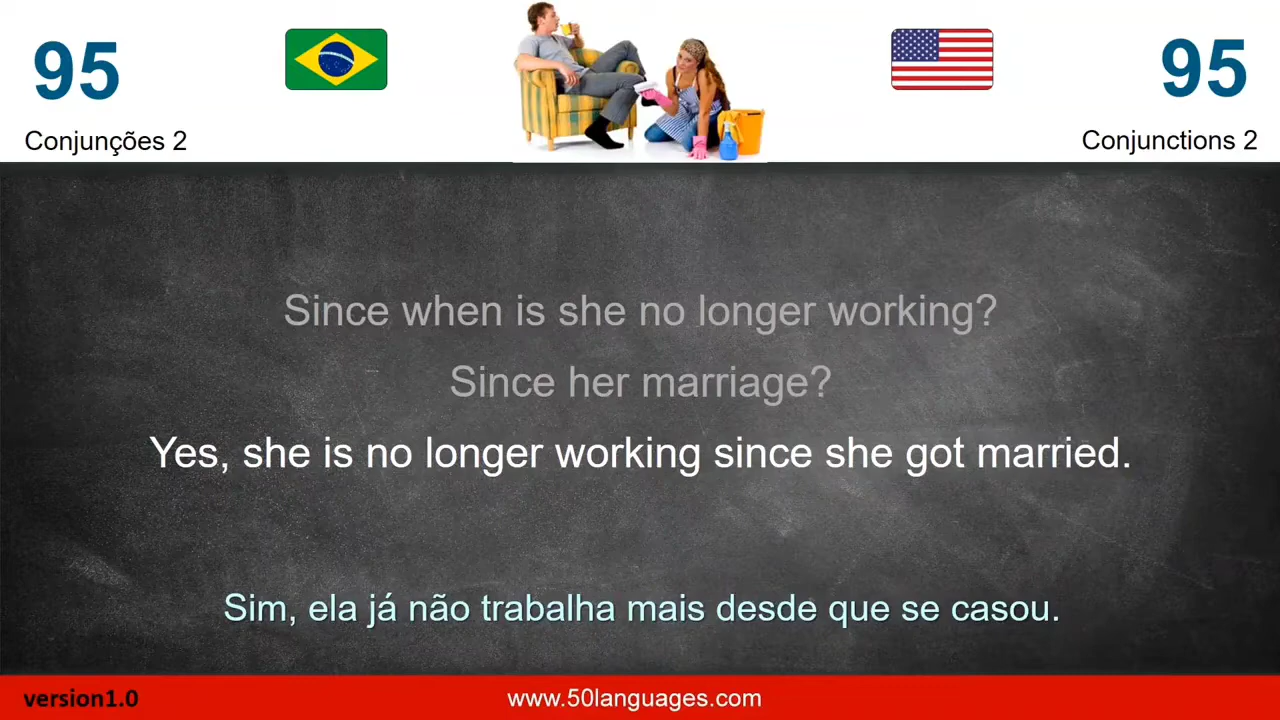 95
95
Conjunções 2
Conjunctions 2
Since when is she no longer working?
Since her marriage?
Yes, she is no longer working since she got married.
Sim, ela já não trabalha mais desde que se casou.
version1.0
www.50languages.com